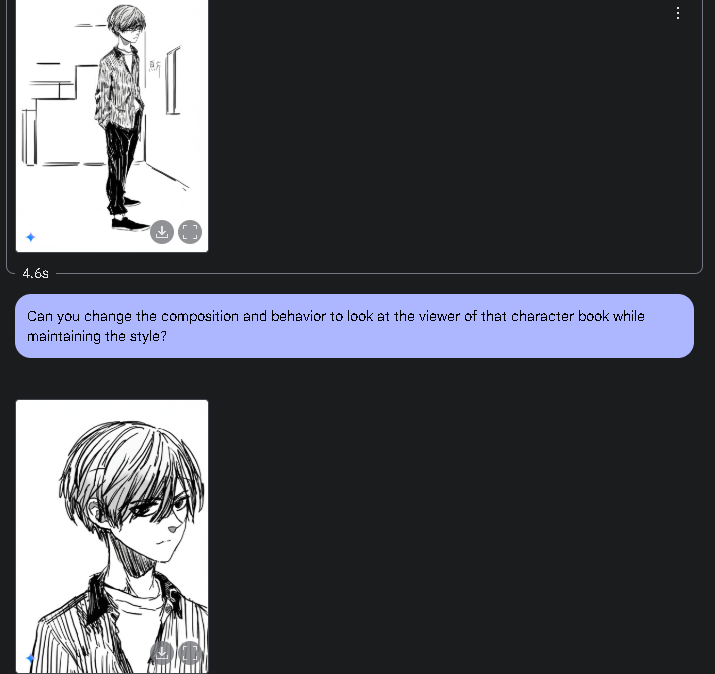 4.6s
Can you change the composition and behavior to look at the viewer of that character book while
maintaining the style?